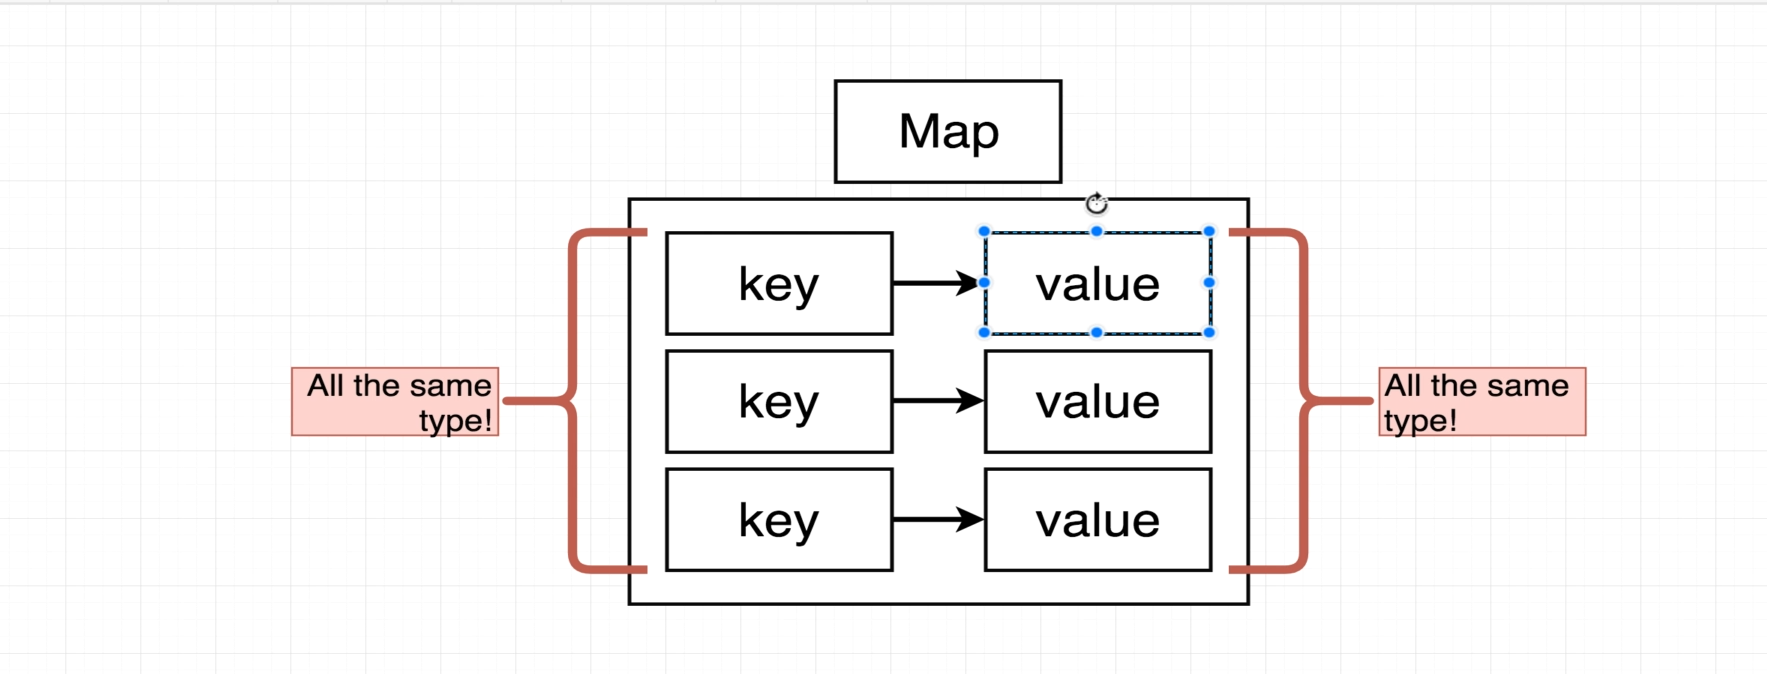 Map
key
value
All the same
type!
key
value
All the same
type!
key
value